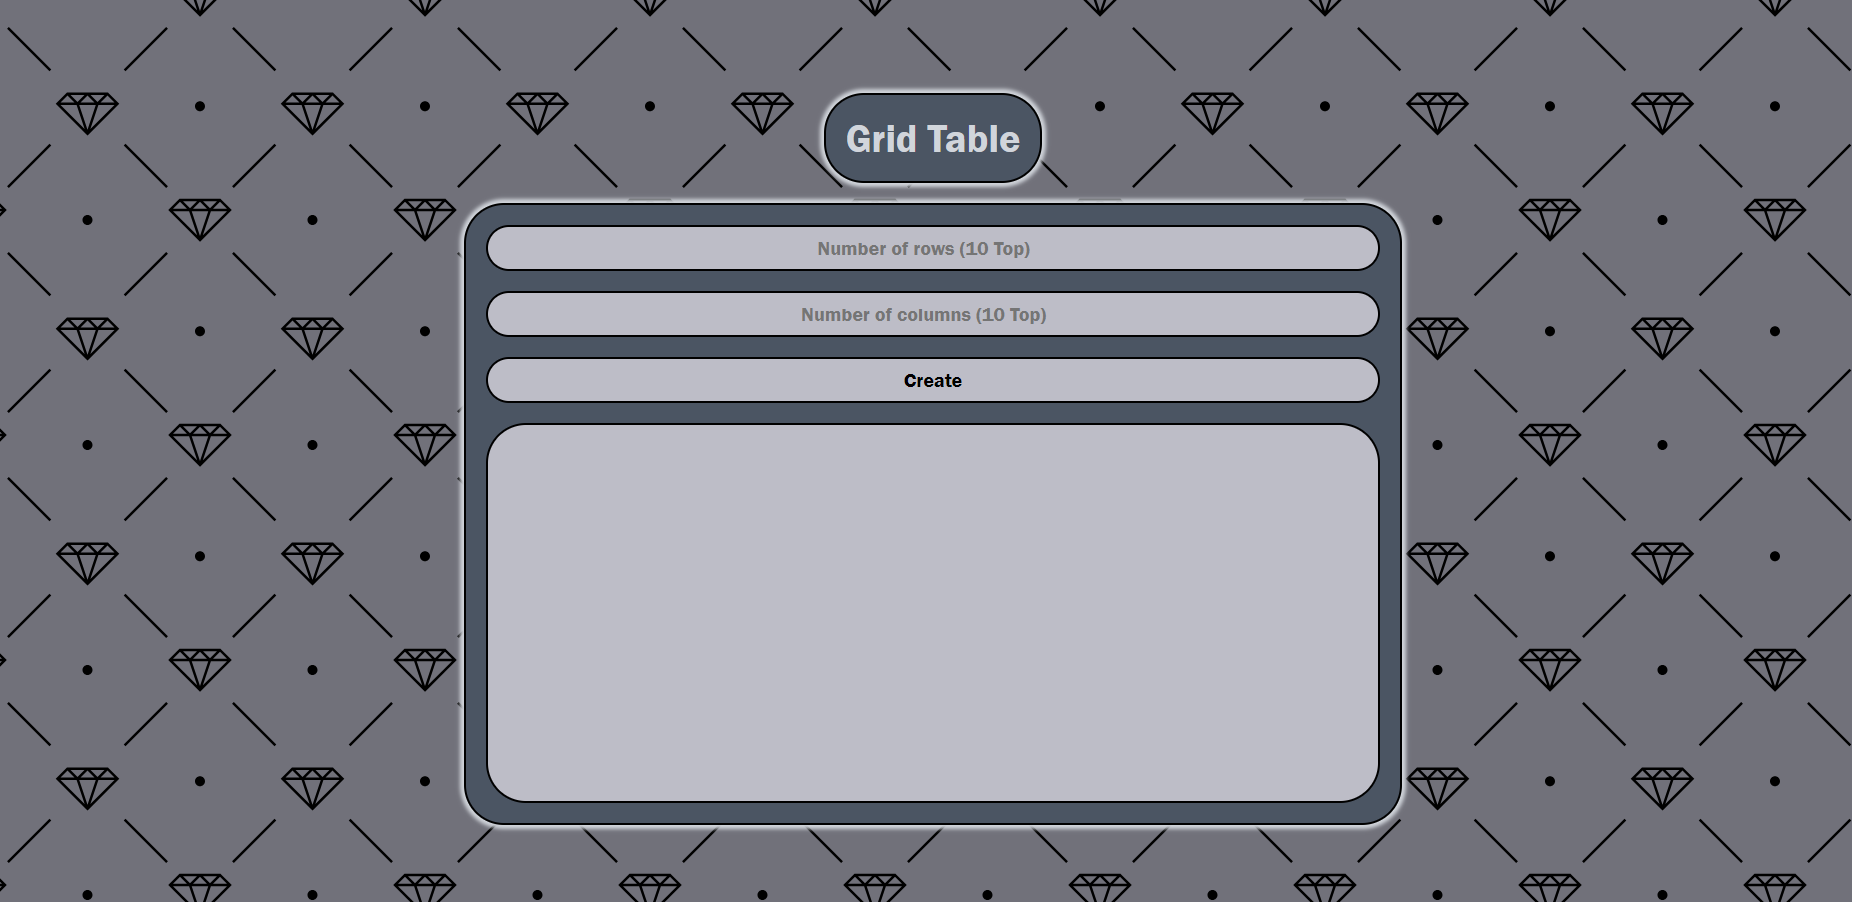 Grid Table
Number of rows (10 Top)
Number of columns (10 Top)
Create